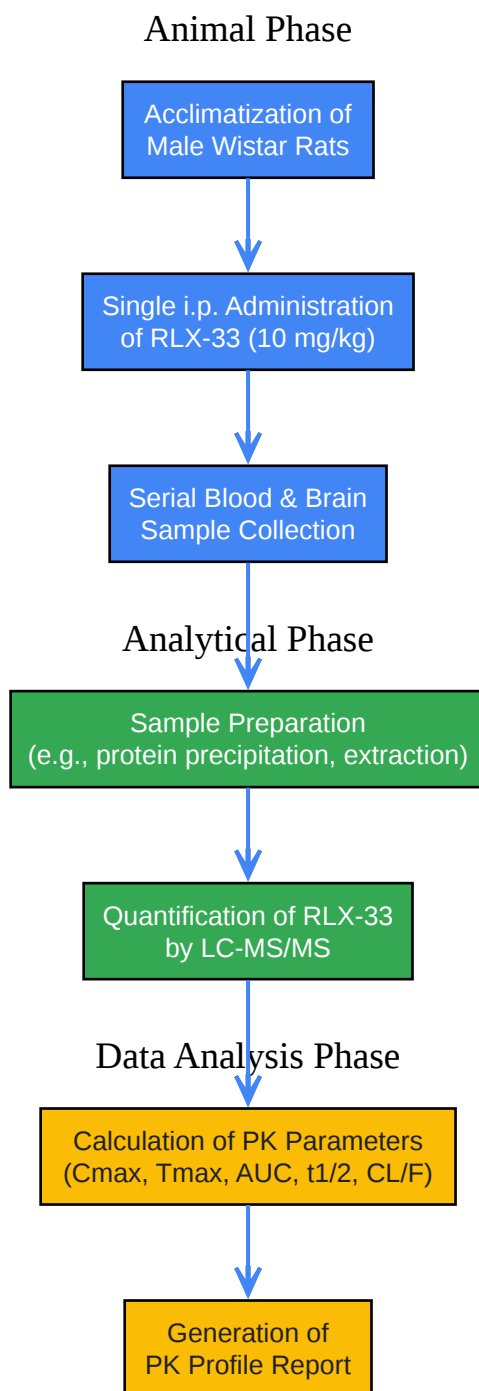 Animal Phase
Acclimatization of
Male Wistar Rats
Single i.p. Administration
of RLX-33 (10 mg/kg)
Serial Blood & Brain
Sample Collection
Analytical Phase
Sample Preparation
(e.g., protein precipitation, extraction)
Quantification of RLX-33
by LC-MS/MS
Data Analysis Phase
Calculation of PK Parameters
(Cmax, Tmax, AUC, t1/2, CL/F)
Generation of
PK Profile Report